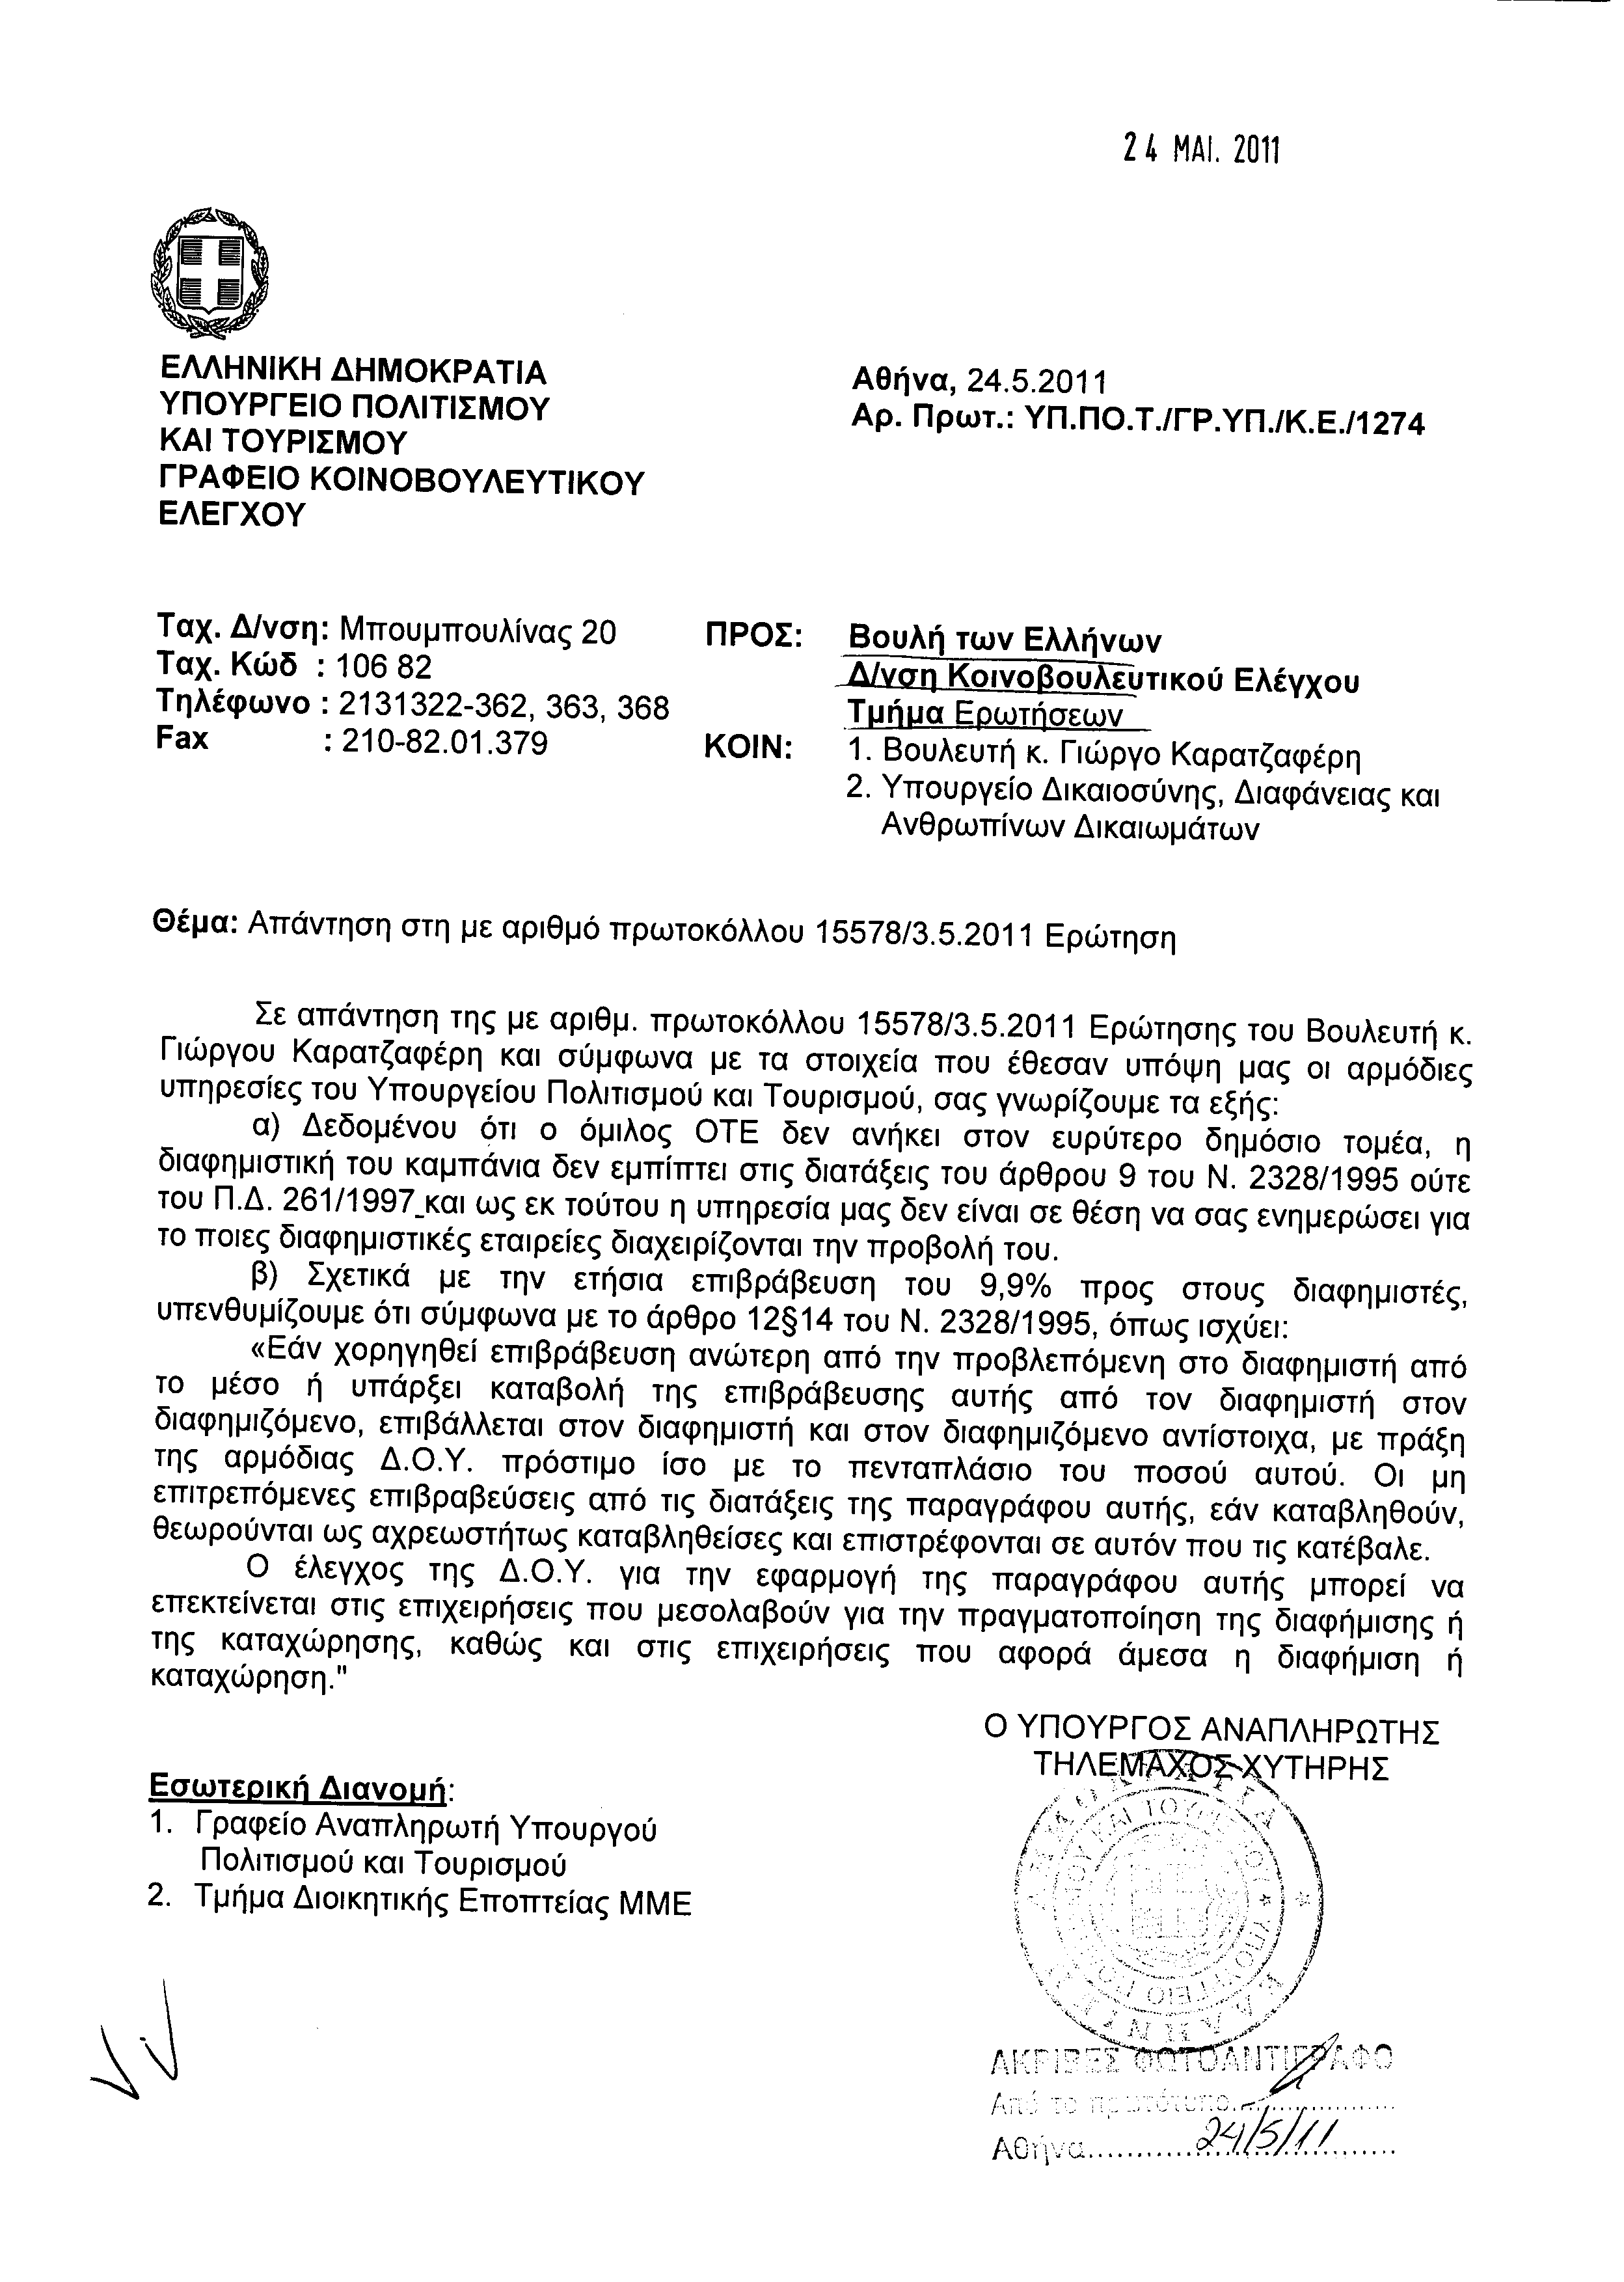 24 ΜΑΙ. 2011
ΕΛΛΗΝΙΚΗ ΔΗΜΟΚΡΑΤΙΑ
ΥΠΟΥΡΓΕΙΟ ΠΟΛΙΤΙΣΜΟΥ
ΚΑΙ ΤΟΥΡΙΣΜΟΥ
ΓΡΑΦΕΙΟ ΚΟΙΝΟΒΟΥΛΕΥΤΙΚΟΥ
ΕΛΕΓΧΟΥ
Αθήνα, 24.5.2011
Αρ. Πρωτ.: ΥΠ.ΠΟ.Τ./ΓΡ.ΥΠ./Κ.Ε./1274
Ταχ. Δ/νση: Μπουμπουλίνας 20
Ταχ. Κώδ : 106 82
Τηλέφωνο : 2131322-362, 363, 368
Fax : 210-82.01.379
ΠΡΟΣ: Βουλή των Ελλήνων
Δ/νση Κοινοβουλευτικού Ελέγχου
Τμήμα Ερωτήσεων
ΚΟΙΝ: 1. Βουλευτή κ. Γιώργο Καρατζαφέρη
2. Υπουργείο Δικαιοσύνης, Διαφάνειας και
Ανθρωπίνων Δικαιωμάτων
Θέμα: Απάντηση στη με αριθμό πρωτοκόλλου 15578/3.5.2011 Ερώτηση
Σε απάντηση της με αριθμ. πρωτοκόλλου 15578/3.5.2011 Ερώτησης του Βουλευτή κ.
Γιώργου Καρατζαφέρη και σύμφωνα με τα στοιχεία που έθεσαν υπόψη μας οι αρμόδιες
υπηρεσίες του Υπουργείου Πολιτισμού και Τουρισμού, σας γνωρίζουμε τα εξής:
α) Δεδομένου ότι ο όμιλος ΟΤΕ δεν ανήκει στον ευρύτερο δημόσιο τομέα, η
διαφημιστική του καμπάνια δεν εμπίπτει στις διατάξεις του άρθρου 9 του Ν. 2328/1995 ούτε
του Π.Δ. 261/1997 και ως εκ τούτου η υπηρεσία μας δεν είναι σε θέση να σας ενημερώσει για
το ποιες διαφημιστικές εταιρείες διαχειρίζονται την προβολή του.
β) Σχετικά με την ετήσια επιβράβευση του 9,9% προς στους διαφημιστές,
υπενθυμίζουμε ότι σύμφωνα με το άρθρο 12§14 του Ν. 2328/1995, όπως ισχύει:
«Εάν χορηγηθεί επιβράβευση ανώτερη από την προβλεπόμενη στο διαφημιστή από
το μέσο ή υπάρξει καταβολή της επιβράβευσης αυτής από τον διαφημιστή στον
διαφημιζόμενο, επιβάλλεται στον διαφημιστή και στον διαφημιζόμενο αντίστοιχα, με πράξη
της αρμόδιας Δ.Ο.Υ. πρόστιμο ίσο με το πενταπλάσιο του ποσού αυτού. Οι μη
επιτρεπόμενες επιβραβεύσεις από τις διατάξεις της παραγράφου αυτής, εάν καταβληθούν,
θεωρούνται ως αχρεωστήτως καταβληθείσες και επιστρέφονται σε αυτόν που τις κατέβαλε.
Ο έλεγχος της Δ.Ο.Υ. για την εφαρμογή της παραγράφου αυτής μπορεί να
επεκτείνεται στις επιχειρήσεις που μεσολαβούν για την πραγματοποίηση της διαφήμισης ή
της καταχώρησης, καθώς και στις επιχειρήσεις που αφορά άμεσα η διαφήμιση ή
καταχώρηση."
Ο ΥΠΟΥΡΓΟΣ ΑΝΑΠΛΗΡΩΤΗΣ
ΤΗΛΕΜΑΧΟΣ ΧΥΤΗΡΗΣ
Εσωτερική Διανομή:
1. Γραφείο Αναπληρωτή Υπουργού
Πολιτισμού και Τουρισμού
2. Τμήμα Διοικητικής Εποπτείας ΜΜΕ
ΑΚΡΙΒΕΣ ΦΩΤΟΑΝΤΙΓΡΑΦΟ
Από το πρωτότυπο
Αθήνα 24/5/11